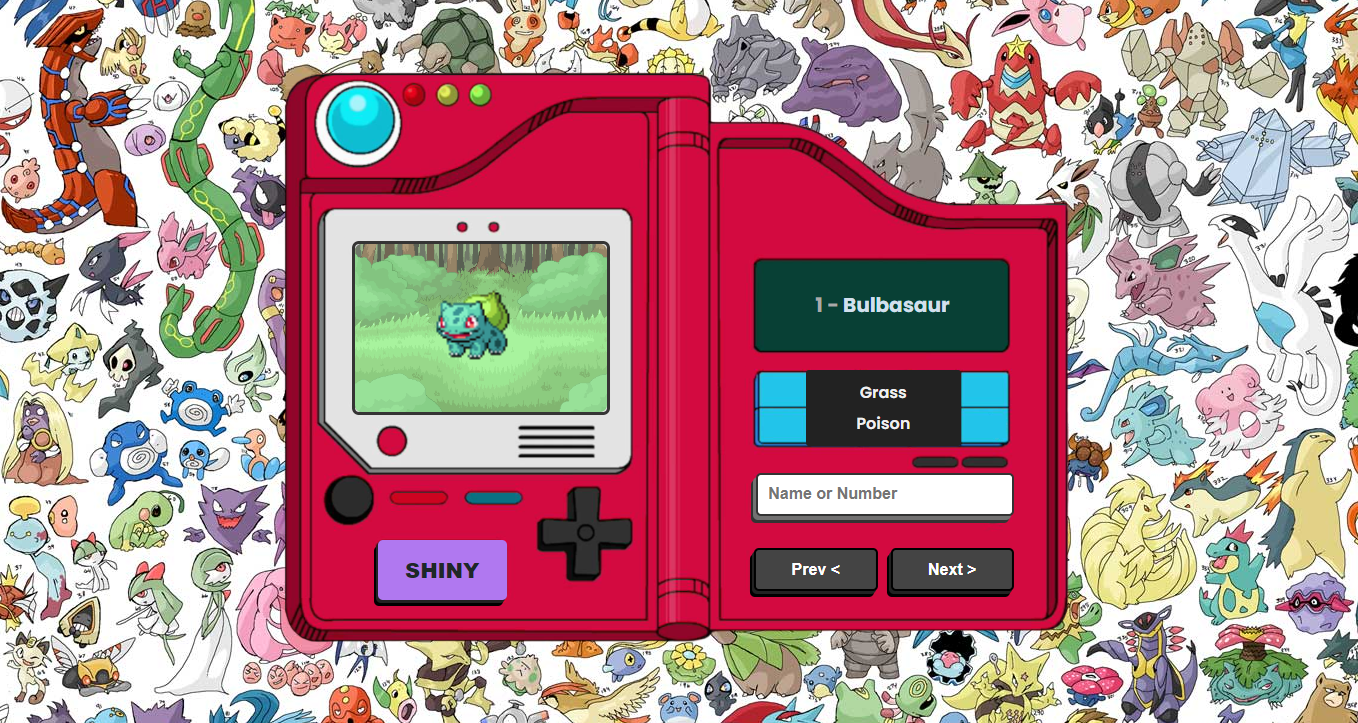 1 - Bulbasaur
Grass
Poison
Name or Number
SHINY
Prev <
Next >